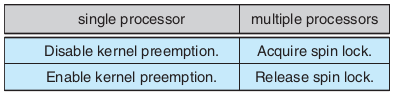 single processor multiple processors
Disable kernel preemption. Acquire spin lock.
Enable kernel preemption. Release spin lock.